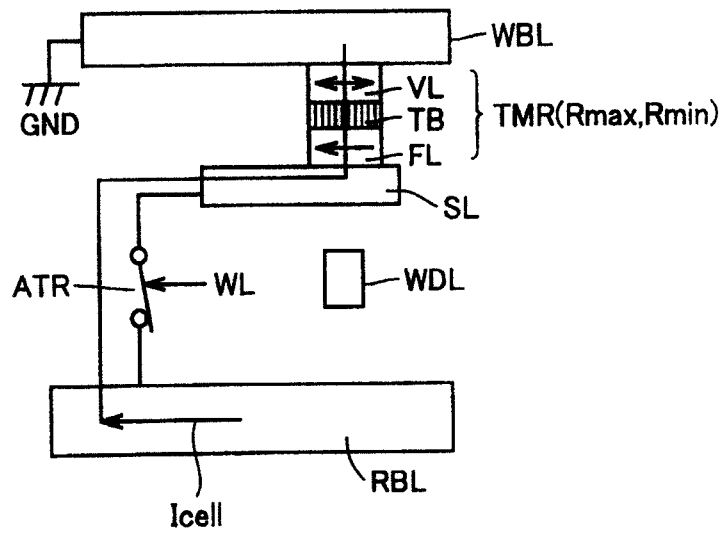 WBL
GND
VL
TB
FL
TMR(Rmax,Rmin)
SL
ATR
WL
WDL
RBL
Icell